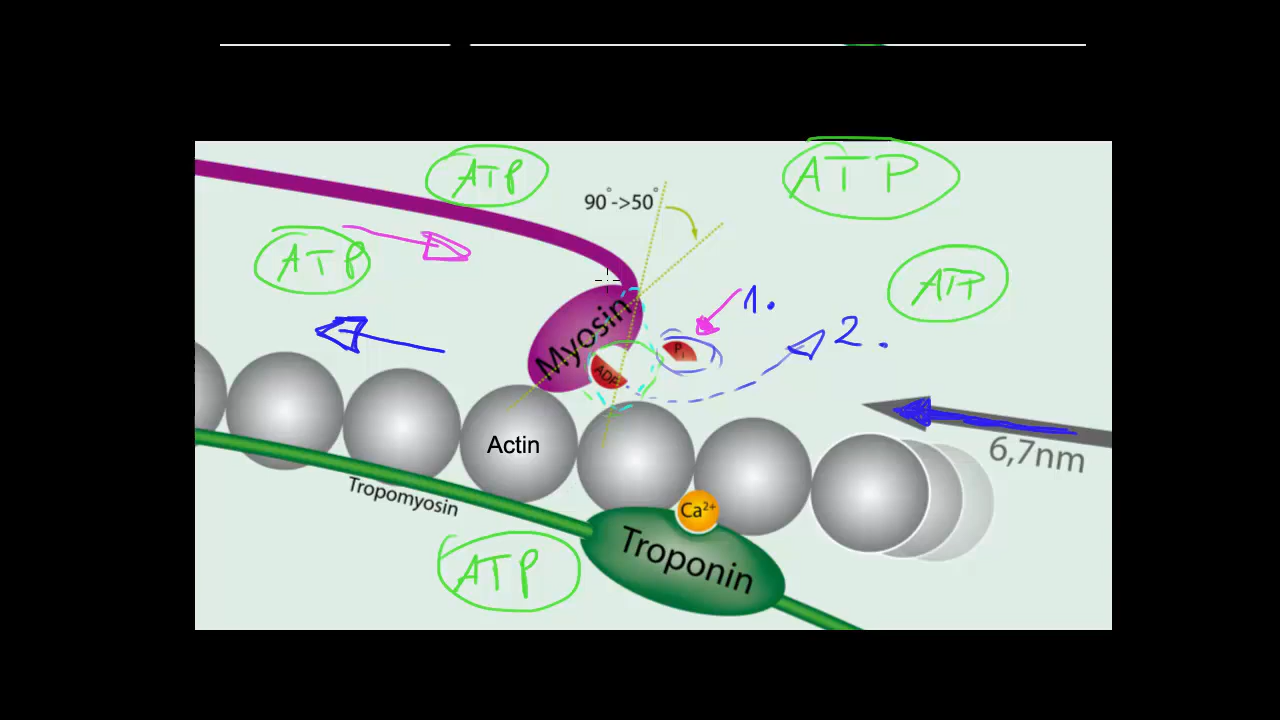 ATP
ATP
90°->50°
ATP
ATP
1.
Myosin
Pi
2.
ADP
Actin
6,7nm
Tropomyosin
Ca²⁺
Troponin
ATP